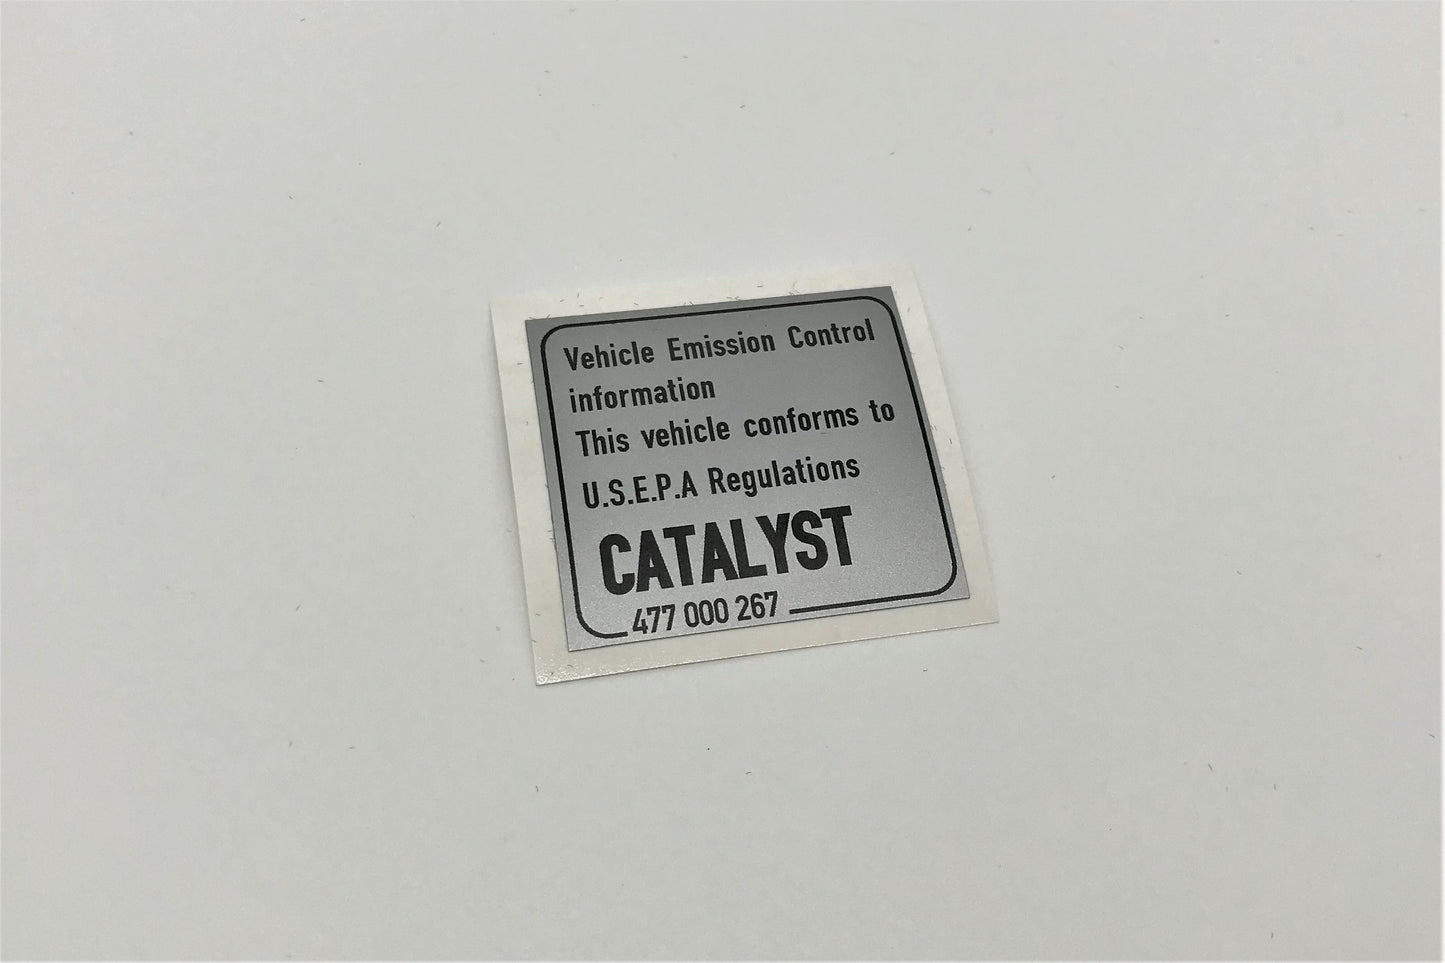 Vehicle Emission Control
information
This vehicle conforms to
U.S.E.P.A Regulations
CATALYST
477 000 267